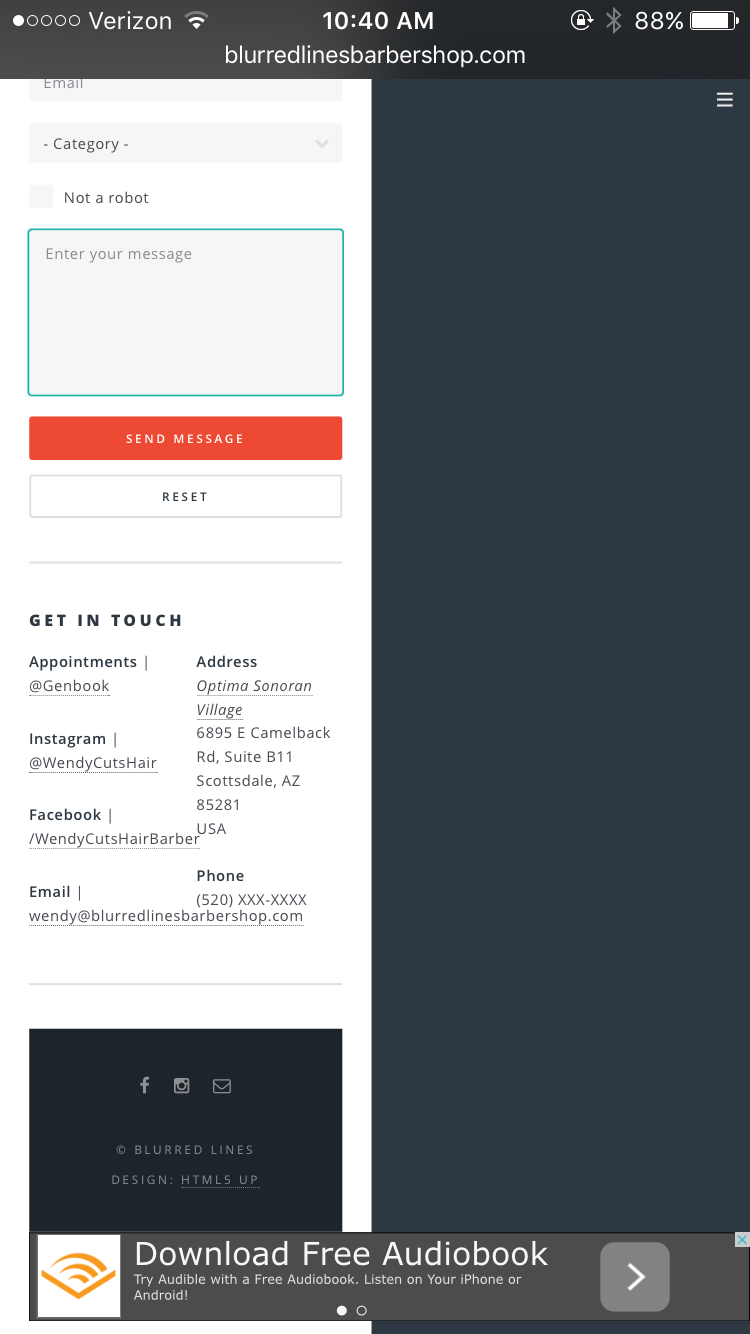 Verizon 10:40 AM 88%
blurredlinesbarbershop.com
Email
- Category -
Not a robot
Enter your message
SEND MESSAGE
RESET
GET IN TOUCH
Appointments |
@Genbook
Instagram |
@WendyCutsHair
Facebook |
/WendyCutsHairBarber
Email |
wendy@blurredlinesbarbershop.com
Address
Optima Sonoran
Village
6895 E Camelback
Rd, Suite B11
Scottsdale, AZ
85281
USA
Phone
(520) XXX-XXXX
© BLURRED LINES
DESIGN: HTML5 UP
Download Free Audiobook
Try Audible with a Free Audiobook. Listen on Your iPhone or
Android!